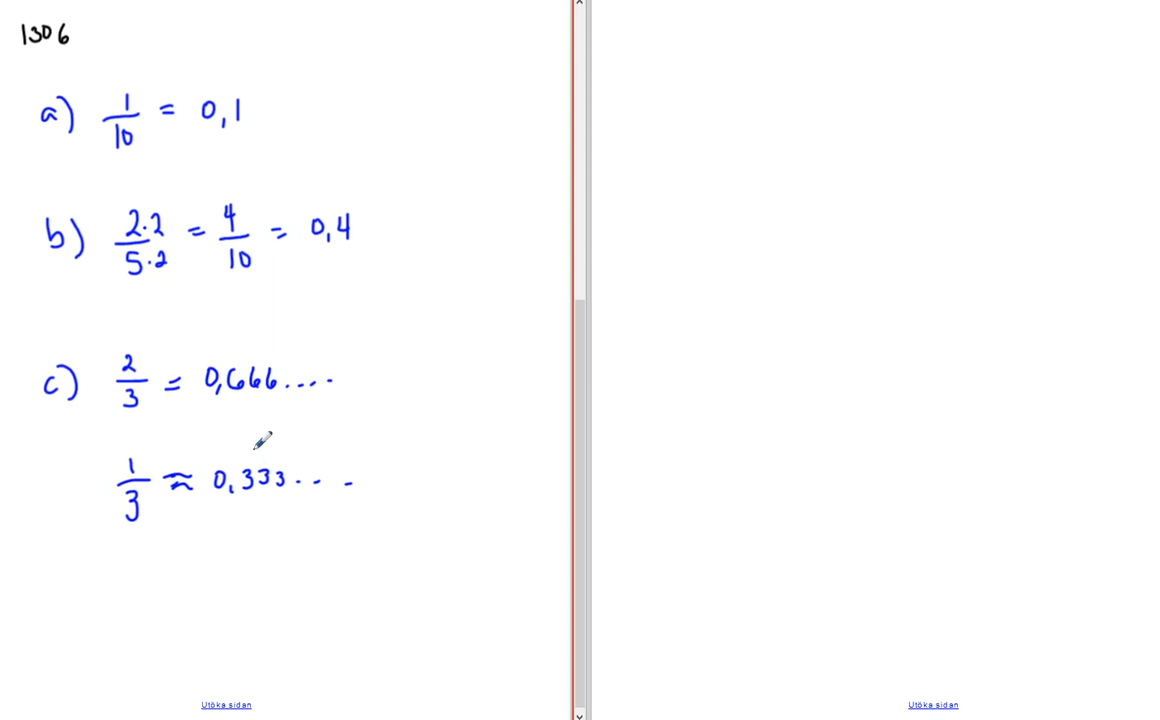 1306
a) 1/10 = 0,1
b) 2·2/5·2 = 4/10 = 0,4
c) 2/3 = 0,666....
1/3 ≈ 0,333.. .
Utöka sidan
Utöka sidan